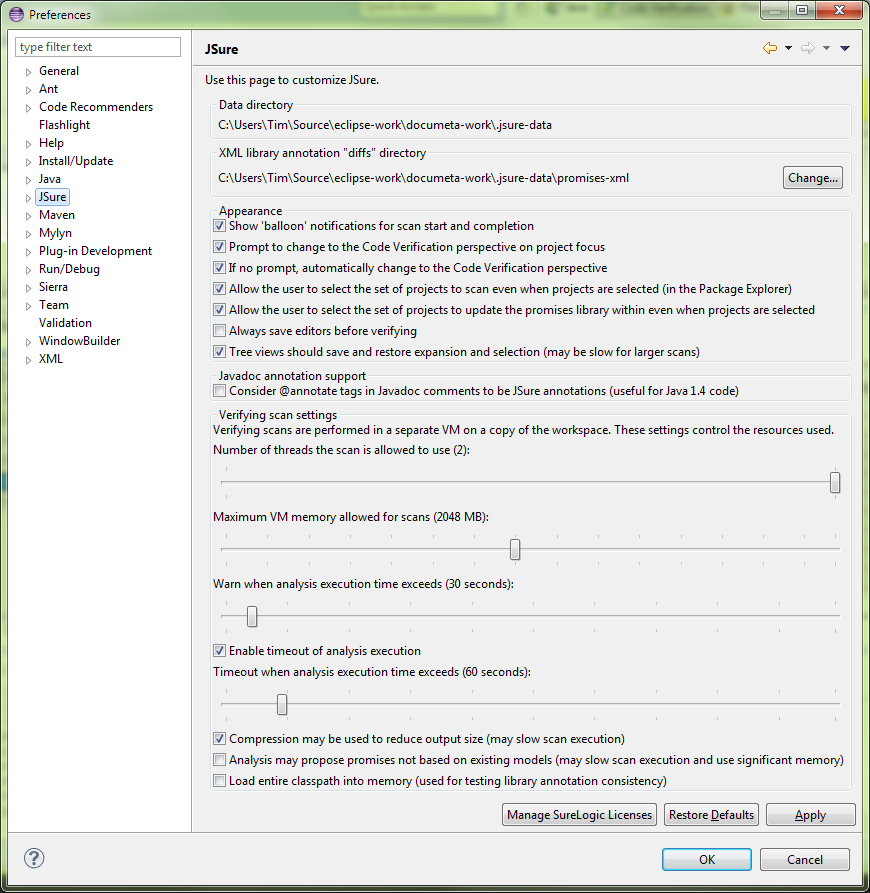 Preferences
type filter text
General
Ant
Code Recommenders
Flashlight
Help
Install/Update
Java
JSure
Maven
Mylyn
Plug-in Development
Run/Debug
Sierra
Team
Validation
WindowBuilder
XML
JSure
Use this page to customize JSure.
Data directory
C:\Users\Tim\Source\eclipse-work\documeta-work\.jsure-data
XML library annotation "diffs" directory
C:\Users\Tim\Source\eclipse-work\documeta-work\.jsure-data\promises-xml
Change...
Appearance
Show 'balloon' notifications for scan start and completion
Prompt to change to the Code Verification perspective on project focus
If no prompt, automatically change to the Code Verification perspective
Allow the user to select the set of projects to scan even when projects are selected (in the Package Explorer)
Allow the user to select the set of projects to update the promises library within even when projects are selected
Always save editors before verifying
Tree views should save and restore expansion and selection (may be slow for larger scans)
Javadoc annotation support
Consider @annotate tags in Javadoc comments to be JSure annotations (useful for Java 1.4 code)
Verifying scan settings
Verifying scans are performed in a separate VM on a copy of the workspace. These settings control the resources used.
Number of threads the scan is allowed to use (2):
Maximum VM memory allowed for scans (2048 MB):
Warn when analysis execution time exceeds (30 seconds):
Enable timeout of analysis execution
Timeout when analysis execution time exceeds (60 seconds):
Compression may be used to reduce output size (may slow scan execution)
Analysis may propose promises not based on existing models (may slow scan execution and use significant memory)
Load entire classpath into memory (used for testing library annotation consistency)
Manage SureLogic Licenses
Restore Defaults
Apply
?
OK
Cancel